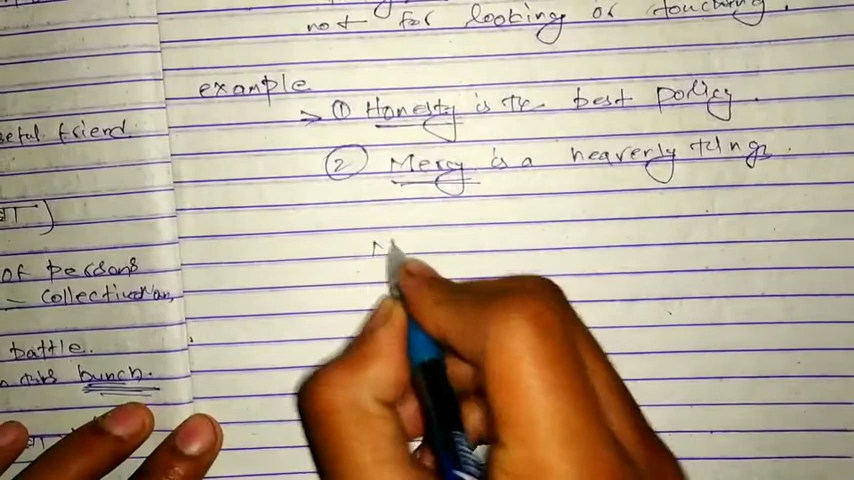 not for looking or touching.
example
→ ① Honesty is the best policy.
② Mercy is a heavenly
seful friend.
of persons
collective
battle.
bunch.
N